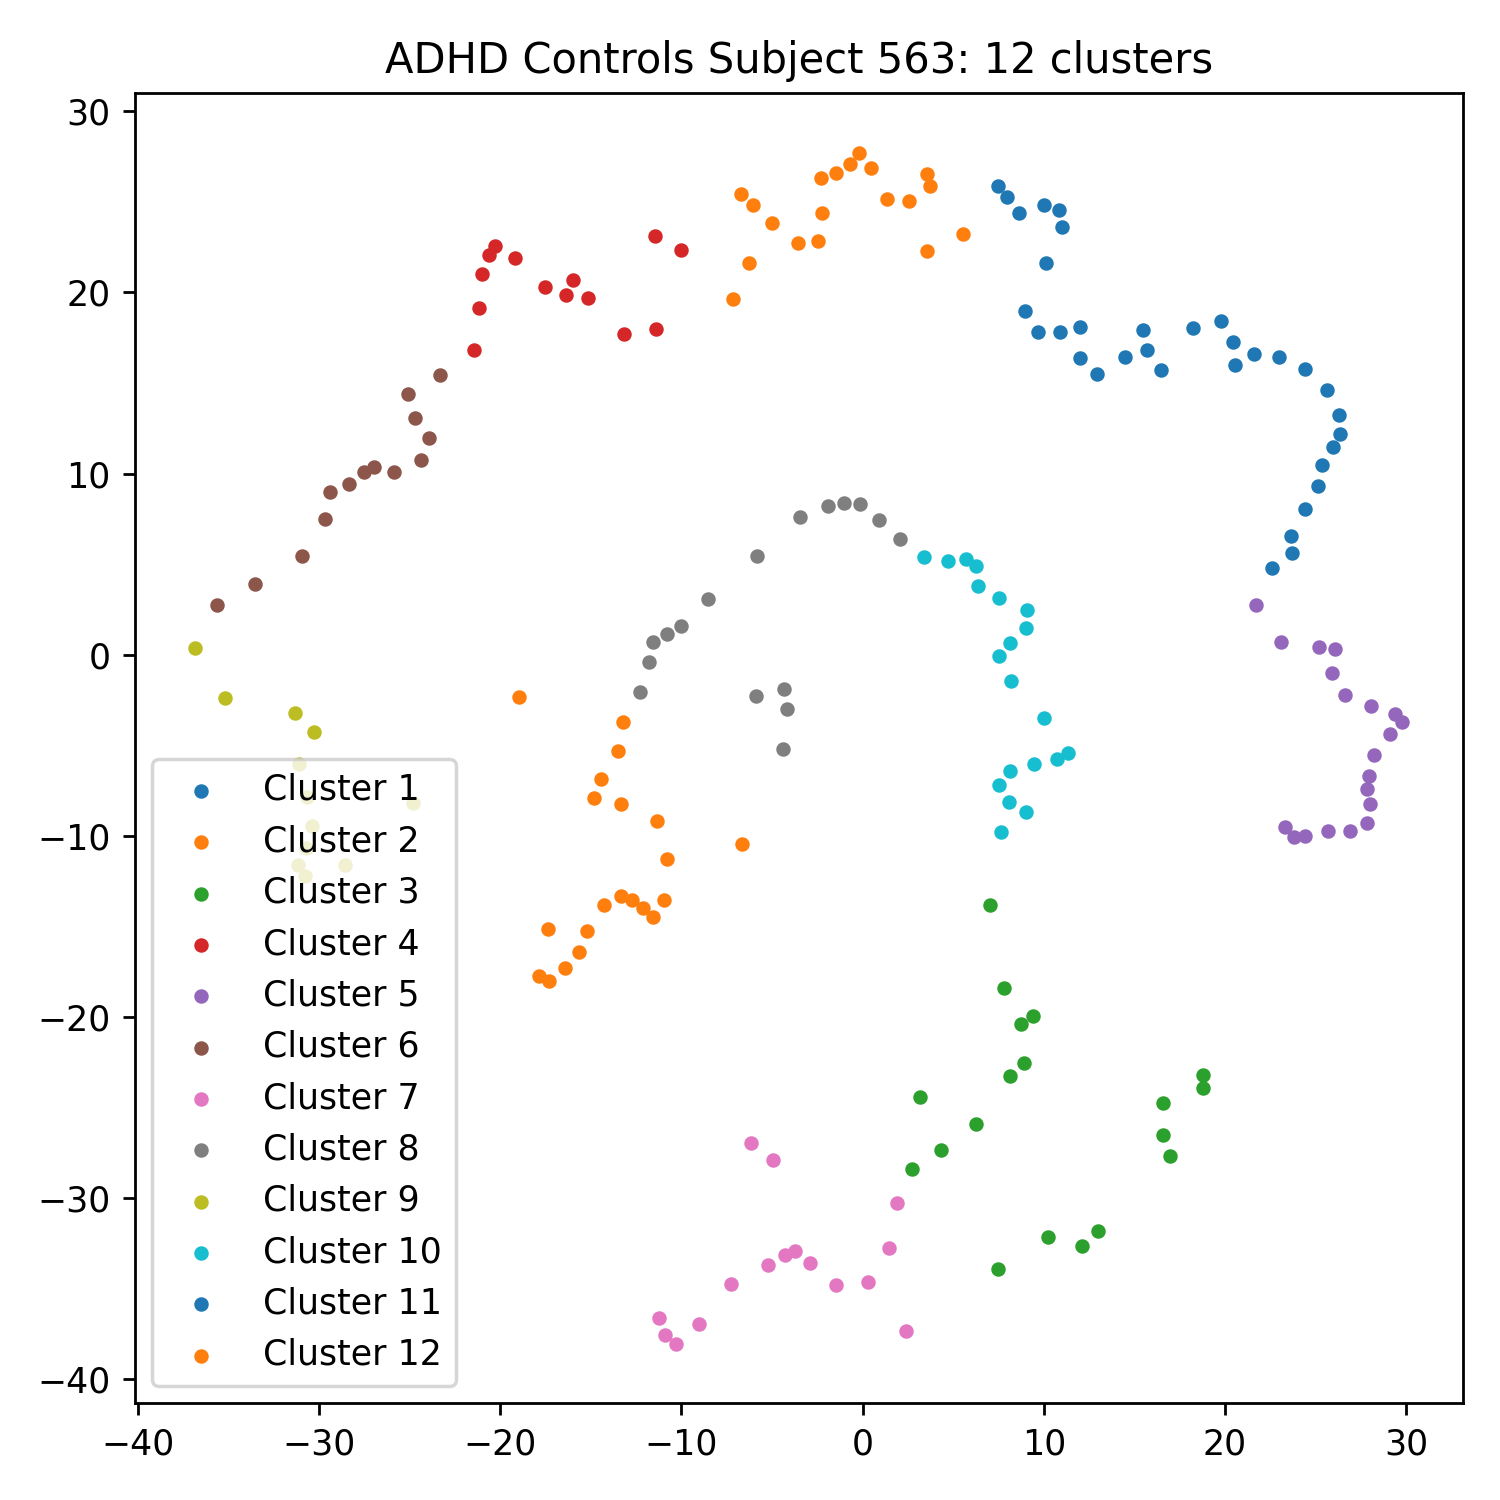 ADHD Controls Subject 563: 12 clusters
30
20
10
0
−10
−20
−30
−40
Cluster 1
Cluster 2
Cluster 3
Cluster 4
Cluster 5
Cluster 6
Cluster 7
Cluster 8
Cluster 9
Cluster 10
Cluster 11
Cluster 12
−40 −30 −20 −10 0 10 20 30